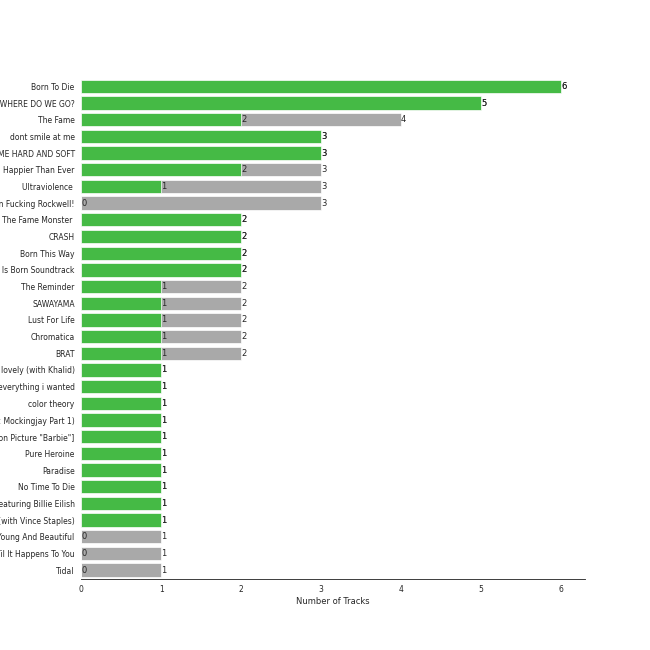 Born To Die 6
WHERE DO WE GO? 5
The Fame 2 4
dont smile at me 3
ME HARD AND SOFT 3
Happier Than Ever 2 3
Ultraviolence 1 3
Fucking Rockwell! 0 3
The Fame Monster 2
CRASH 2
Born This Way 2
Is Born Soundtrack 2
The Reminder 1 2
SAWAYAMA 1 2
Lust For Life 1 2
Chromatica 1 2
BRAT 1 2
lovely (with Khalid) 1
everything i wanted 1
color theory 1
Mockingjay Part 1) 1
on Picture "Barbie"] 1
Pure Heroine 1
Paradise 1
No Time To Die 1
eaturing Billie Eilish 1
(with Vince Staples) 1
Young And Beautiful 0 1
Til It Happens To You 0 1
Tidal 0 1
0 1 2 3 4 5 6
Number of Tracks